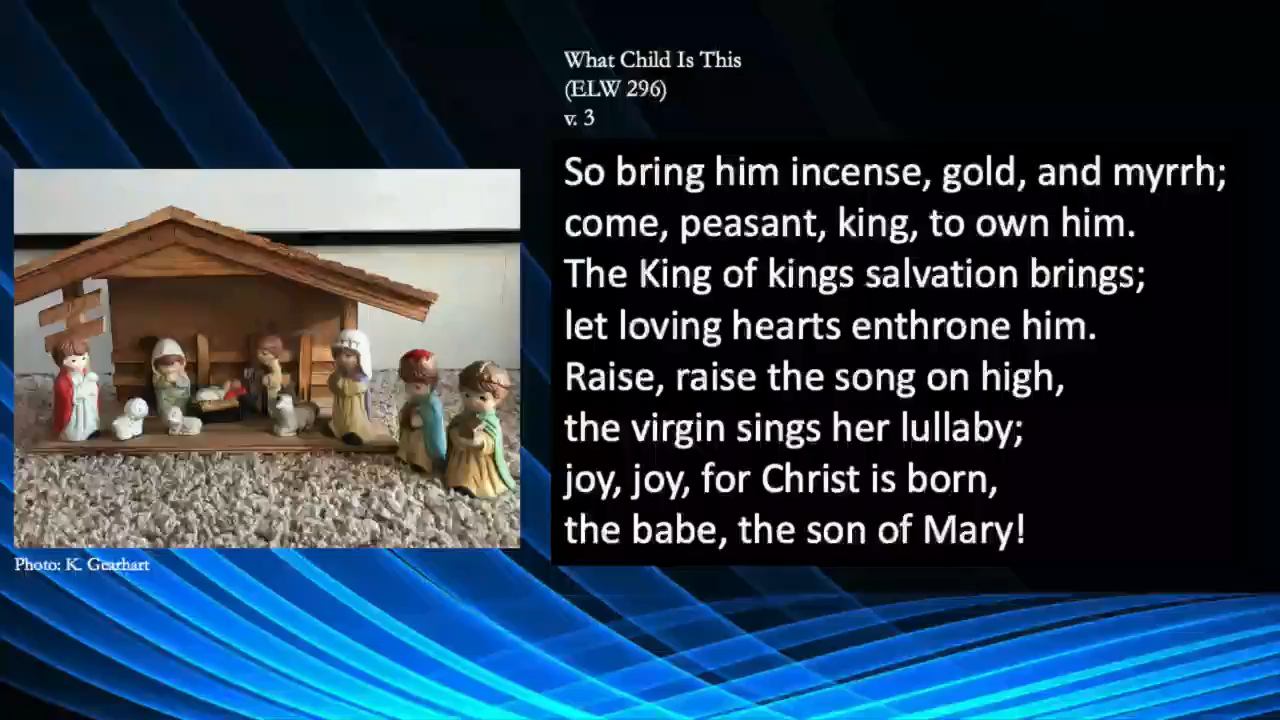 What Child Is This
(ELW 296)
v. 3
So bring him incense, gold, and myrrh;
come, peasant, king, to own him.
The King of kings salvation brings;
let loving hearts enthrone him.
Raise, raise the song on high,
the virgin sings her lullaby;
joy, joy, for Christ is born,
the babe, the son of Mary!
Photo: K. Gearhart